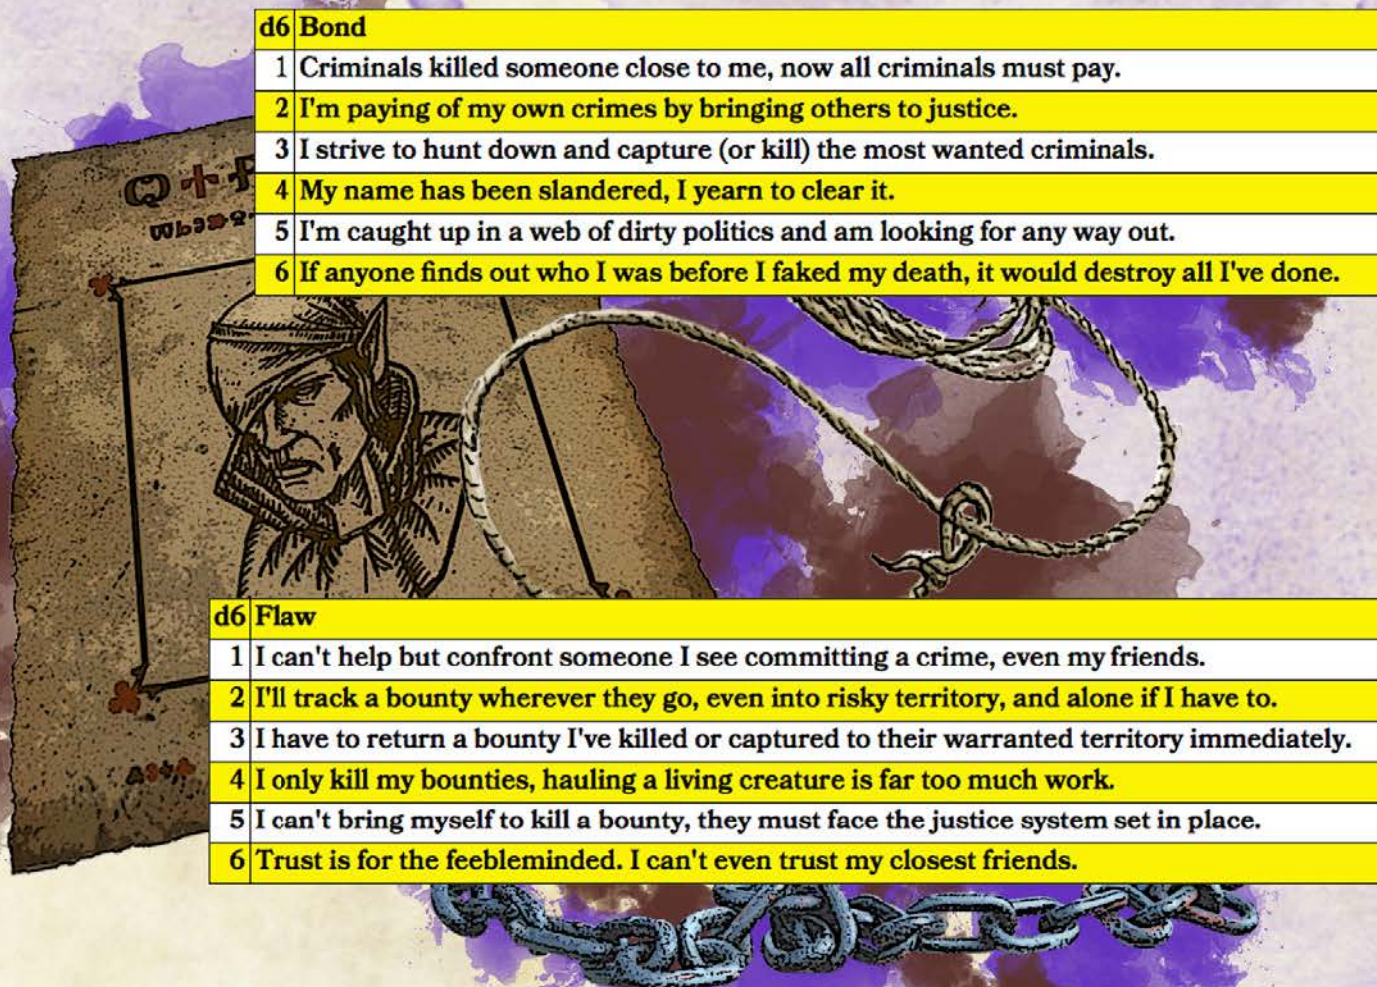 d6 Bond
1 Criminals killed someone close to me, now all criminals must pay.
2 I'm paying of my own crimes by bringing others to justice.
3 I strive to hunt down and capture (or kill) the most wanted criminals.
4 My name has been slandered, I yearn to clear it.
5 I'm caught up in a web of dirty politics and am looking for any way out.
6 If anyone finds out who I was before I faked my death, it would destroy all I've done.
d6 Flaw
1 I can't help but confront someone I see committing a crime, even my friends.
2 I'll track a bounty wherever they go, even into risky territory, and alone if I have to.
3 I have to return a bounty I've killed or captured to their warranted territory immediately.
4 I only kill my bounties, hauling a living creature is far too much work.
5 I can't bring myself to kill a bounty, they must face the justice system set in place.
6 Trust is for the feebleminded. I can't even trust my closest friends.